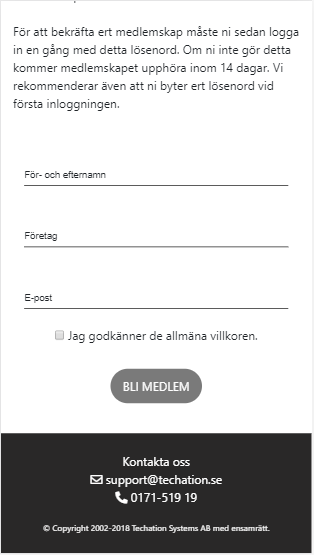 För att bekräfta ert medlemskap måste ni sedan logga
in en gång med detta lösenord. Om ni inte gör detta
kommer medlemskapet upphöra inom 14 dagar. Vi
rekommenderar även att ni byter ert lösenord vid
första inloggningen.
För- och efternamn
Företag
E-post
Jag godkänner de allmäna villkoren.
BLI MEDLEM
Kontakta oss
support@techation.se
0171-519 19
© Copyright 2002-2018 Techation Systems AB med ensamrätt.